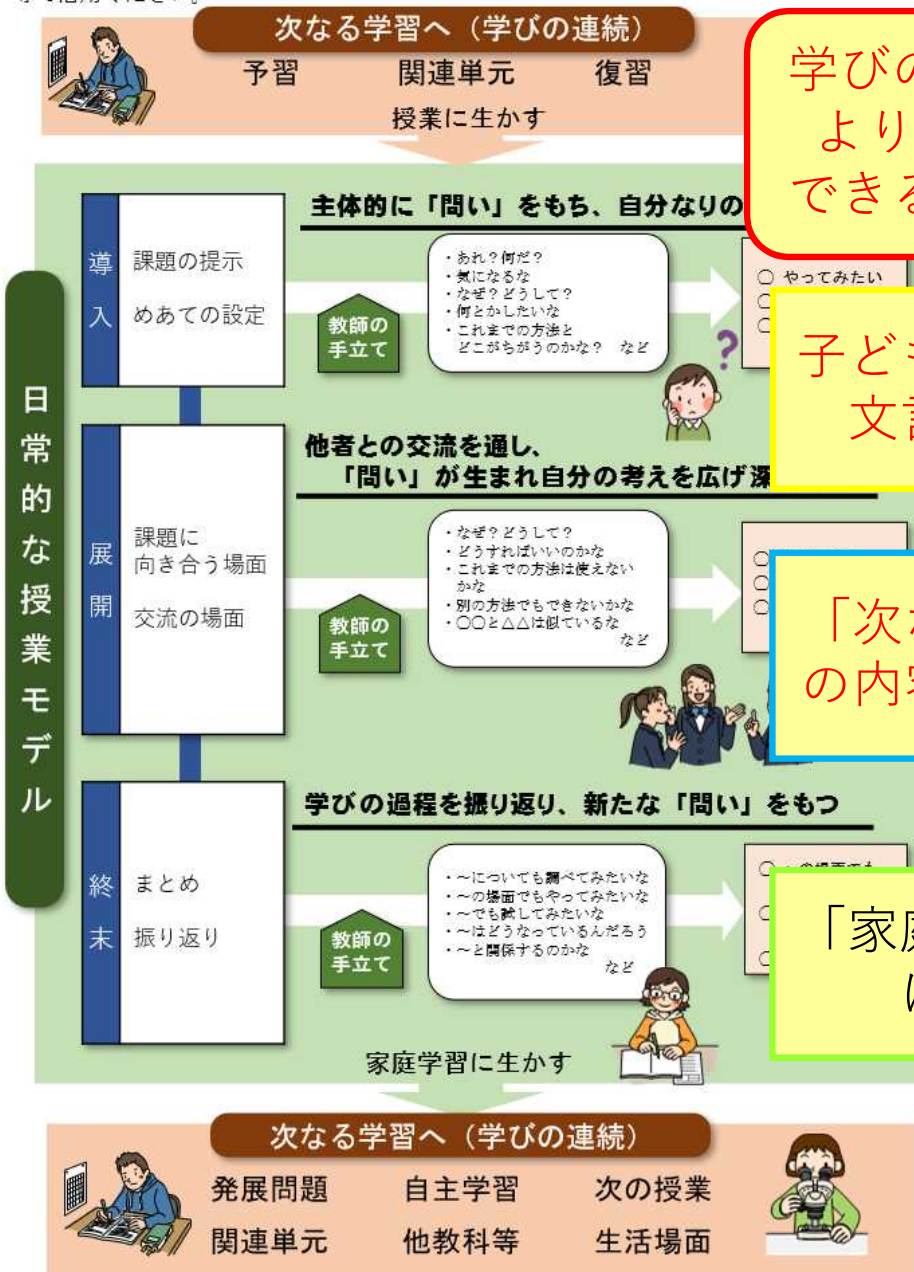 次なる学習へ（学びの連続）
予習 関連単元 復習
授業に生かす
学びの
より
できる
日常的な授業モデル
導入
課題の提示
めあての設定
主体的に「問い」をもち、自分なりの
教師の
手立て
・あれ？何だ？
・気になるな
・なぜ？どうして？
・何とかしたいな
・これまでの方法と
どこがちがうのかな？ など
?
○ やってみたい
○
○
子ども
文
展開
課題に
向き合う場面
交流の場面
他者との交流を通し、
「問い」が生まれ自分の考えを広げ深
教師の
手立て
・なぜ？どうして？
・どうすればいいのかな
・これまでの方法は使えない
かな
・別の方法でもできないかな
・○○と△△は似ているな
など
○
○
○
「次な
の内容
終末
まとめ
振り返り
学びの過程を振り返り、新たな「問い」をもつ
教師の
手立て
・～についても調べてみたいな
・～の場面でもやってみたいな
・～でも試してみたいな
・～はどうなっているんだろう
・～と関係するのかな
など
○
○
○
「家庭
家庭学習に生かす
次なる学習へ（学びの連続）
発展問題 自主学習 次の授業
関連単元 他教科等 生活場面